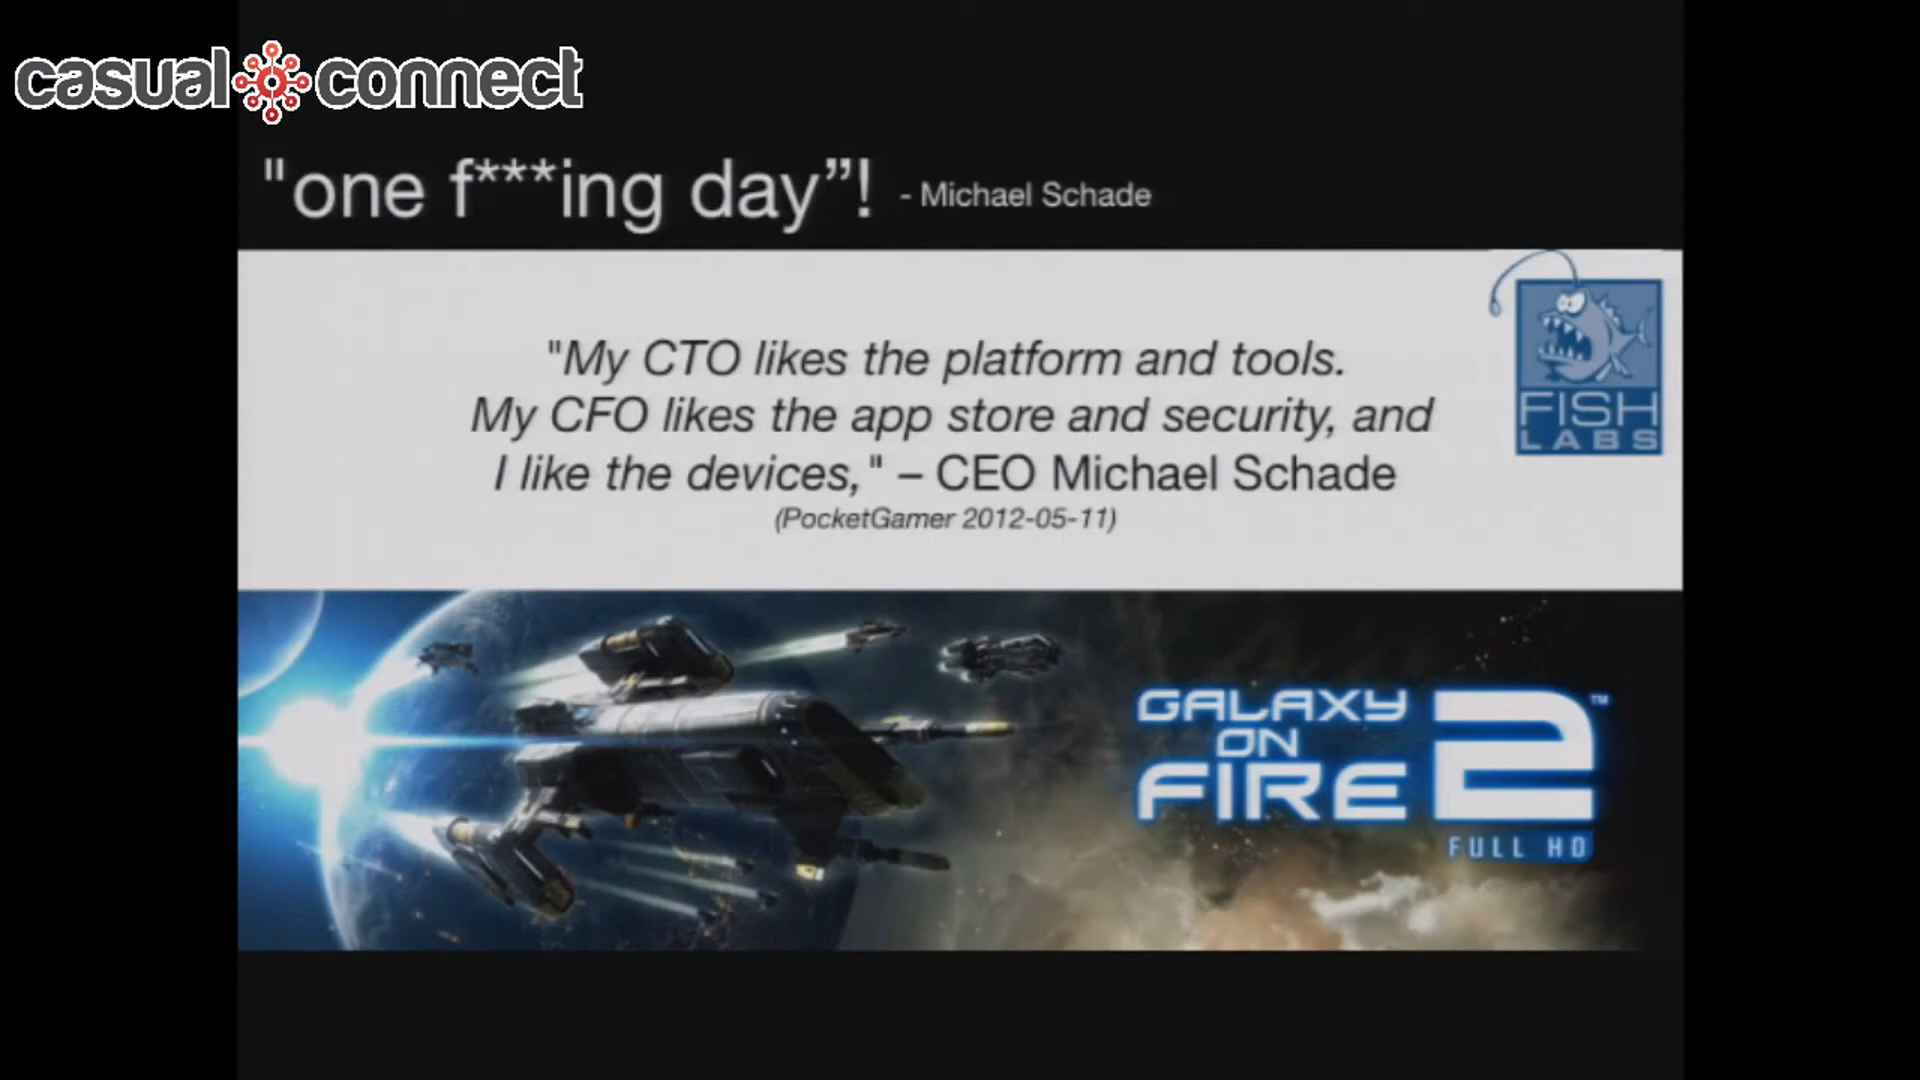 casual connect
"one f***ing day”! - Michael Schade
"My CTO likes the platform and tools.
My CFO likes the app store and security, and
I like the devices," – CEO Michael Schade
(PocketGamer 2012-05-11)
FISH
LABS
GALAXY
ON
FIRE 2™
FULL HD